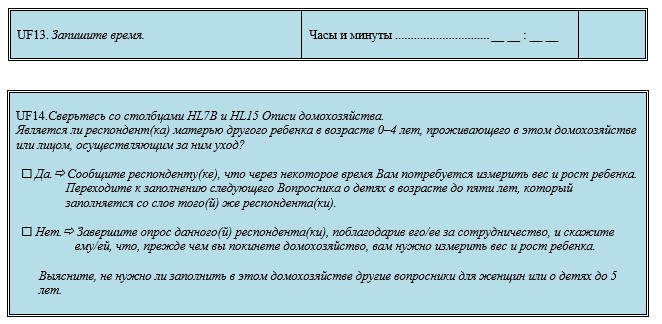 UF13. Запишите время. Часы и минуты .............................. __ __ : __ __
UF14.Сверьтесь со столбцами HL7B и HL15 Описи домохозяйства.
Является ли респондент(ка) матерью другого ребенка в возрасте 0–4 лет, проживающего в этом домохозяйстве
или лицом, осуществляющим за ним уход?
☐ Да. ⇨ Сообщите респонденту(ке), что через некоторое время Вам потребуется измерить вес и рост ребенка.
Переходите к заполнению следующего Вопросника о детях в возрасте до пяти лет, который
заполняется со слов того(й) же респондента(ки).
☐ Нет. ⇨ Завершите опрос данного(й) респондента(ки), поблагодарив его/ее за сотрудничество, и скажите
ему/ей, что, прежде чем вы покинете домохозяйство, вам нужно измерить вес и рост ребенка.
Выясните, не нужно ли заполнить в этом домохозяйстве другие вопросники для женщин или о детях до 5
лет.